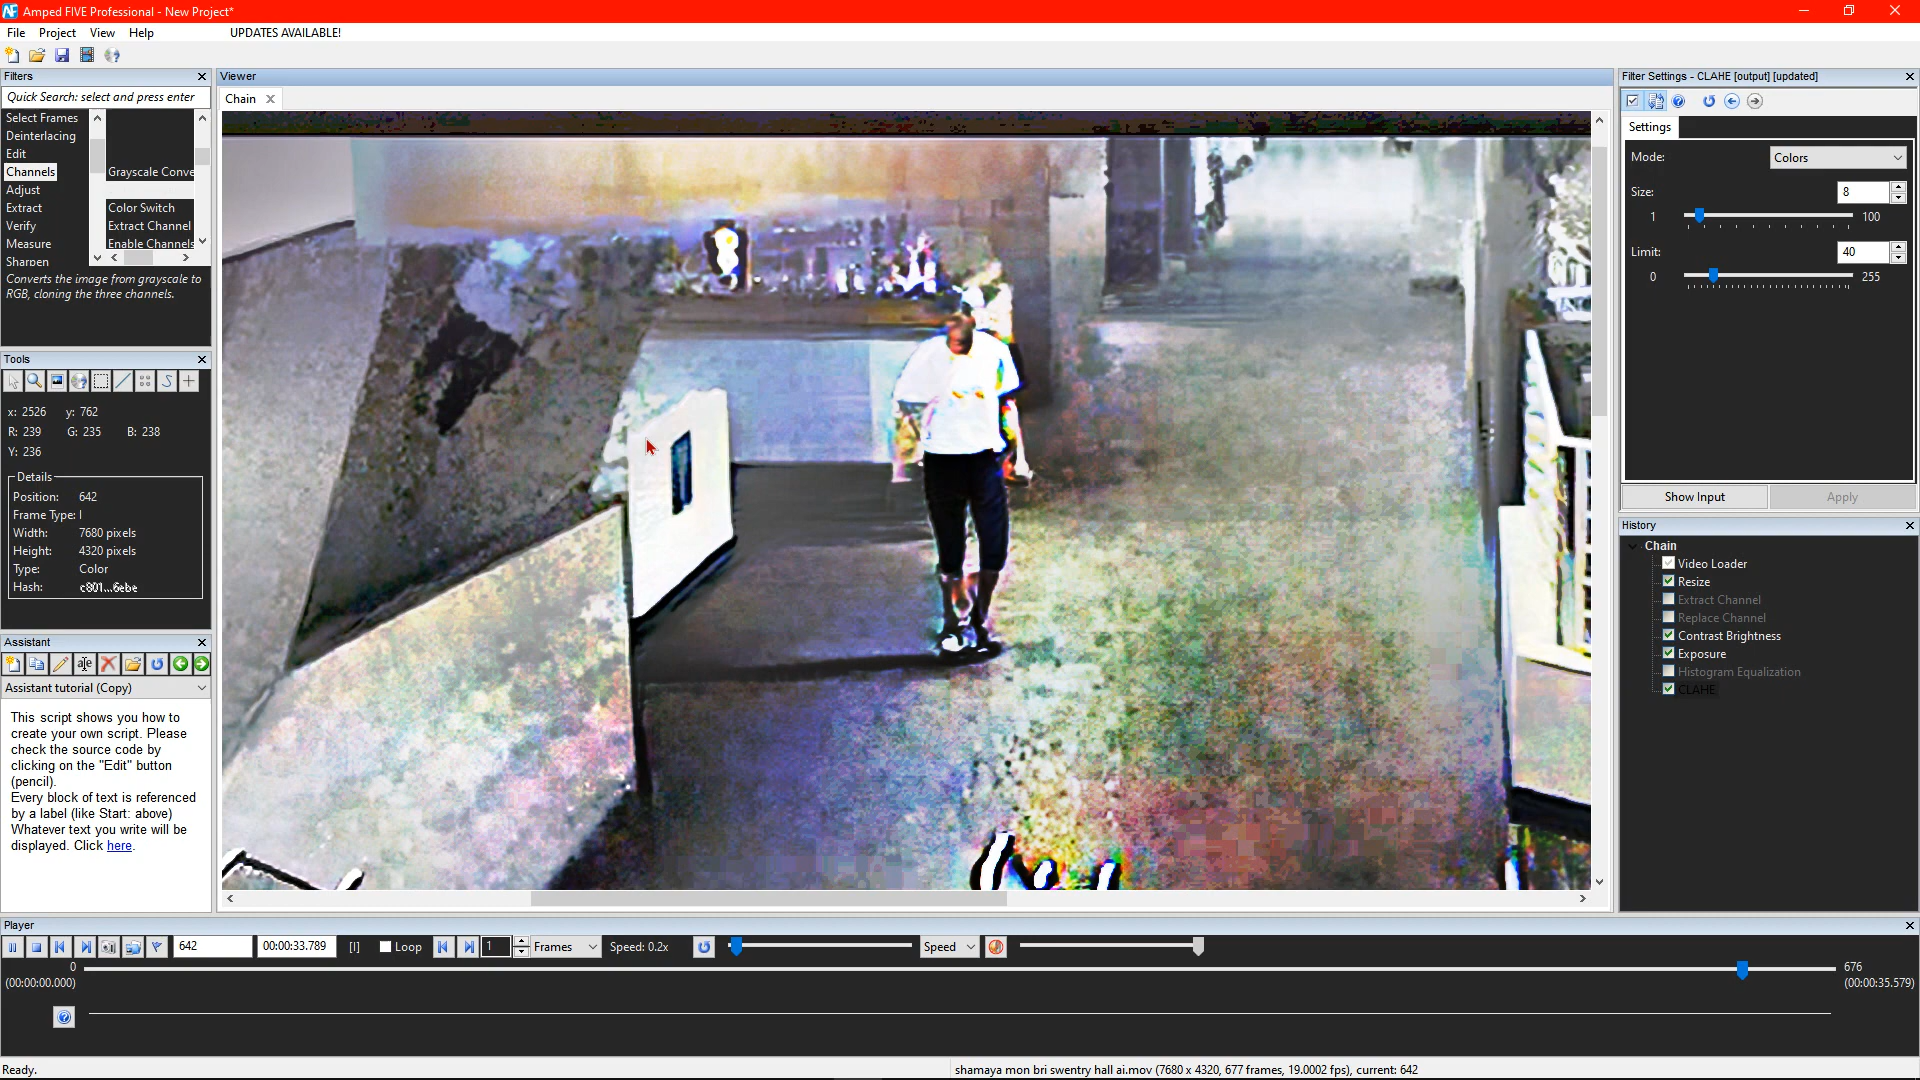 Amped FIVE Professional - New Project*
File Project View Help UPDATES AVAILABLE!
Filters
Quick Search: select and press enter
Select Frames
Deinterlacing
Edit
Channels
Adjust
Extract
Verify
Measure
Sharpen
Grayscale Conve
Color Switch
Extract Channel
Enable Channels
Converts the image from grayscale to
RGB, cloning the three channels.
Tools
x: 2526 y: 762
R: 239 G: 235 B: 238
Y: 236
Details
Position: 642
Frame Type: I
Width: 7680 pixels
Height: 4320 pixels
Type: Color
Hash: c801...6ebe
Assistant
Assistant tutorial (Copy)
This script shows you how to
create your own script. Please
check the source code by
clicking on the "Edit" button
(pencil).
Every block of text is referenced
by a label (like Start: above)
Whatever text you write will be
displayed. Click here.
Viewer
Chain
Filter Settings - CLAHE [output] [updated]
Settings
Mode: Colors
Size: 8
1 100
Limit: 40
0 255
Show Input Apply
History
Chain
Video Loader
Resize
Extract Channel
Replace Channel
Contrast Brightness
Exposure
Histogram Equalization
CLAHE
Player
642 00:00:33.789 [I] Loop 1 Frames Speed: 0.2x Speed
0 676
(00:00:00.000) (00:00:35.579)
Ready. shamaya mon bri swentry hall ai.mov (7680 x 4320, 677 frames, 19.0002 fps), current: 642